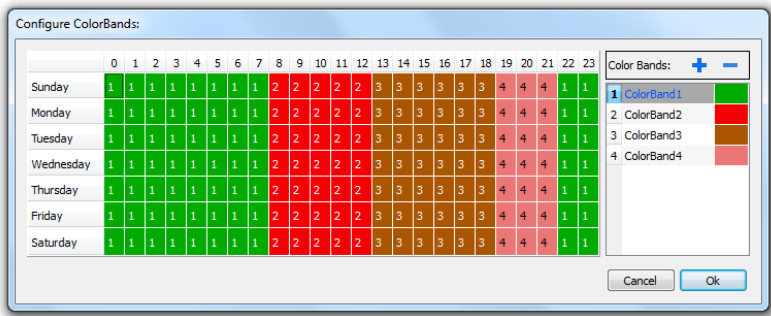 Configure ColorBands:
0 1 2 3 4 5 6 7 8 9 10 11 12 13 14 15 16 17 18 19 20 21 22 23
Sunday 1 1 1 1 1 1 1 1 2 2 2 2 2 3 3 3 3 3 3 4 4 4 1 1
Monday 1 1 1 1 1 1 1 1 2 2 2 2 2 3 3 3 3 3 3 4 4 4 1 1
Tuesday 1 1 1 1 1 1 1 1 2 2 2 2 2 3 3 3 3 3 3 4 4 4 1 1
Wednesday 1 1 1 1 1 1 1 1 2 2 2 2 2 3 3 3 3 3 3 4 4 4 1 1
Thursday 1 1 1 1 1 1 1 1 2 2 2 2 2 3 3 3 3 3 3 4 4 4 1 1
Friday 1 1 1 1 1 1 1 1 2 2 2 2 2 3 3 3 3 3 3 4 4 4 1 1
Saturday 1 1 1 1 1 1 1 1 2 2 2 2 2 3 3 3 3 3 3 4 4 4 1 1
Color Bands:
1 ColorBand1
2 ColorBand2
3 ColorBand3
4 ColorBand4
Cancel Ok